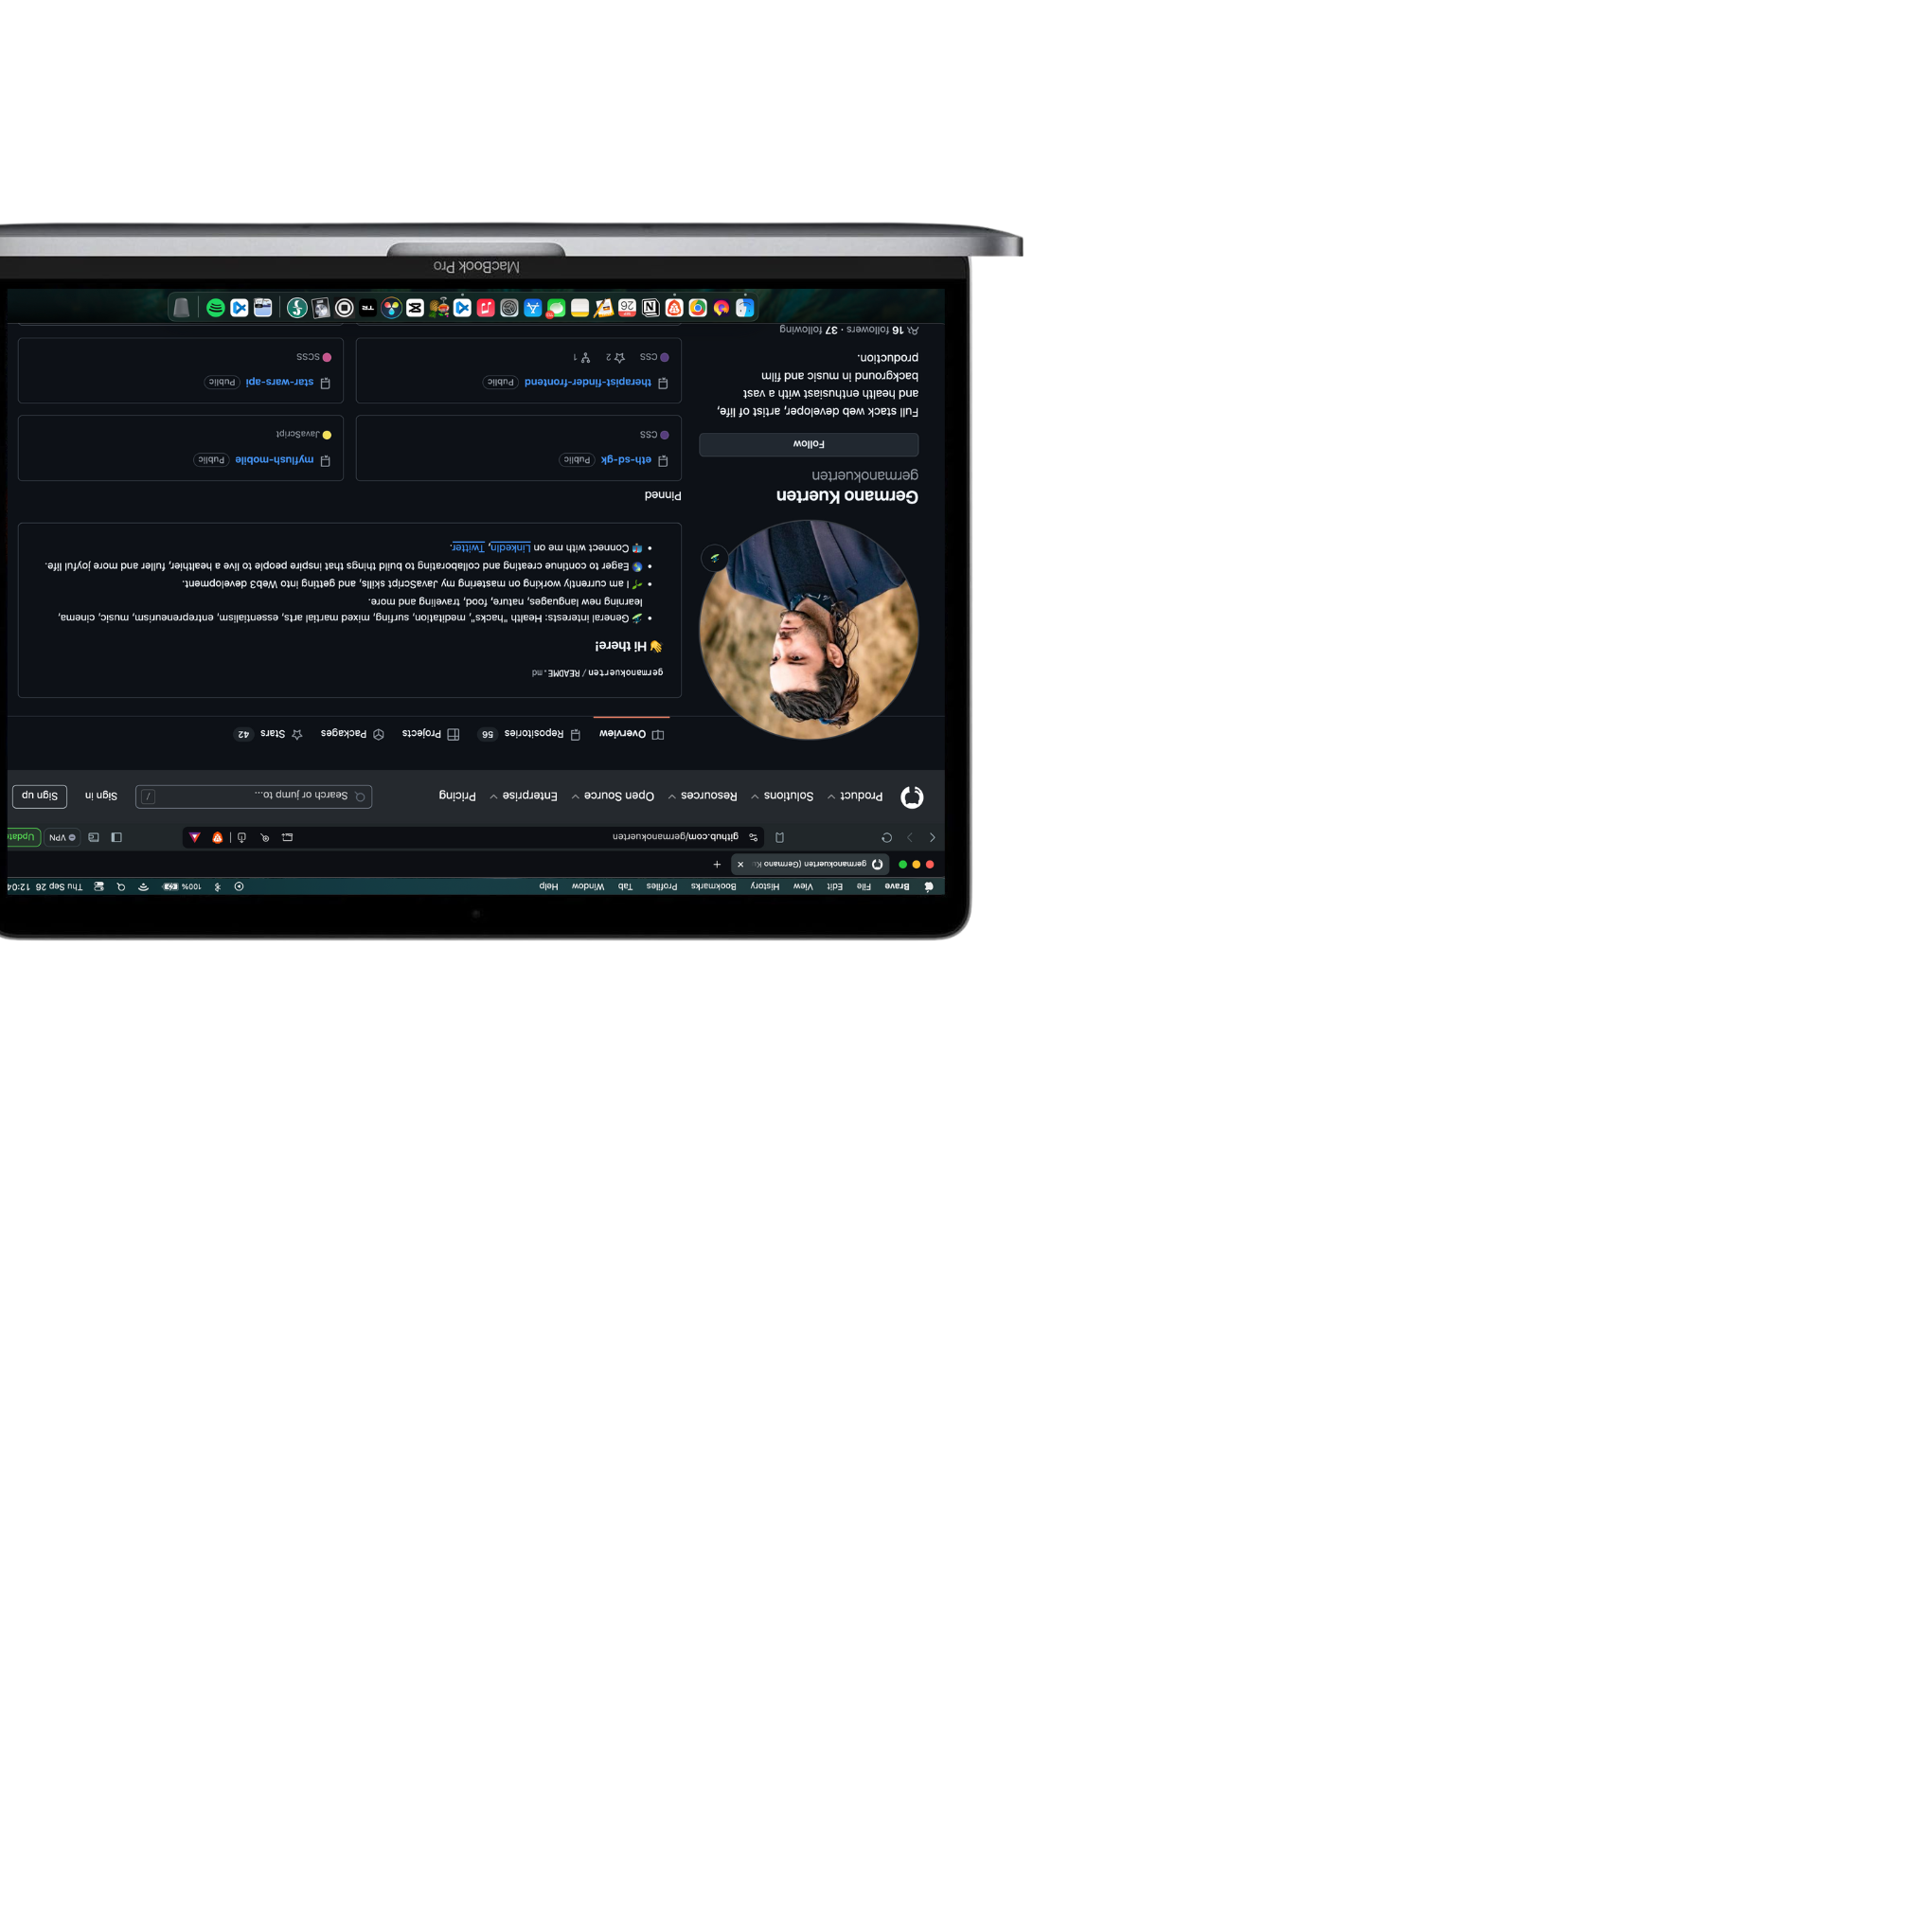 Brave File Edit View History Bookmarks Profiles Tab Window Help 100% Thu Sep 26 12:04
germanokuerten (Germano
github.com/germanokuerten VPN Update
Product Solutions Resources Open Source Enterprise Pricing Search or jump to... / Sign in Sign up
Overview Repositories 56 Projects Packages Stars 42
germanokuerten / README.md
👋 Hi there!
General interests: Health "hacks", meditation, surfing, mixed martial arts, essentialism, entrepreneurism, music, cinema,
learning new languages, nature, food, traveling and more.
I am currently working on mastering my JavaScript skills, and getting into Web3 development.
Eager to continue creating and collaborating to build things that inspire people to live a healthier, fuller and more joyful life.
Connect with me on LinkedIn, Twitter.
Germano Kuerten
germanokuerten
Follow
Full stack web developer, artist of life,
and health enthusiast with a vast
background in music and film
production.
16 followers · 37 following
Pinned
eth-sd-gk Public
CSS
myflush-mobile Public
JavaScript
therapist-finder-frontend Public
CSS 2 1
star-wars-api Public
SCSS
26
MacBook Pro